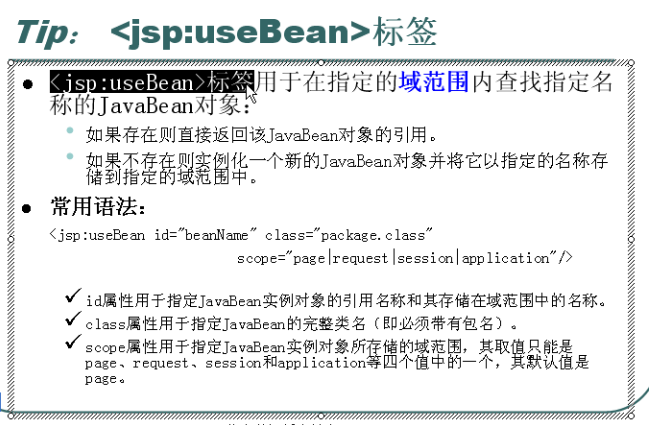 Tip: <jsp:useBean>标签
<jsp:useBean>标签用于在指定的域范围内查找指定名
称的JavaBean对象:
如果存在则直接返回该JavaBean对象的引用。
如果不存在则实例化一个新的JavaBean对象并将它以指定的名称存
储到指定的域范围中。
常用语法:
<jsp:useBean id="beanName" class="package.class"
scope="page|request|session|application"/>
id属性用于指定JavaBean实例对象的引用名称和其存储在域范围中的名称。
class属性用于指定JavaBean的完整类名（即必须带有包名）。
scope属性用于指定JavaBean实例对象所存储的域范围，其取值只能是
page、request、session和application等四个值中的一个，其默认值是
page。